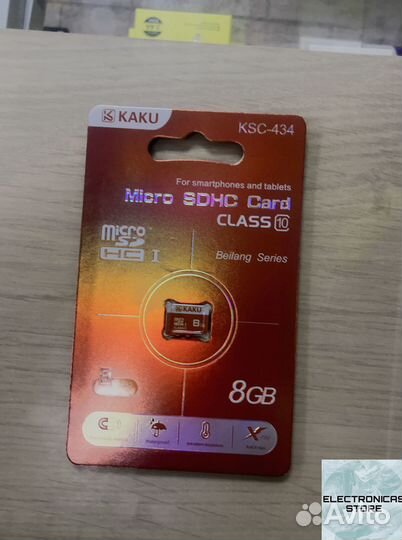 KAKU
KSC-434
For smartphones and tablets
Micro SDHC Card
CLASS 10
micro
SD
HC I
Beilang Series
KAKU
8
8GB
Waterproof
ELECTRONICAS
STORE
Avito